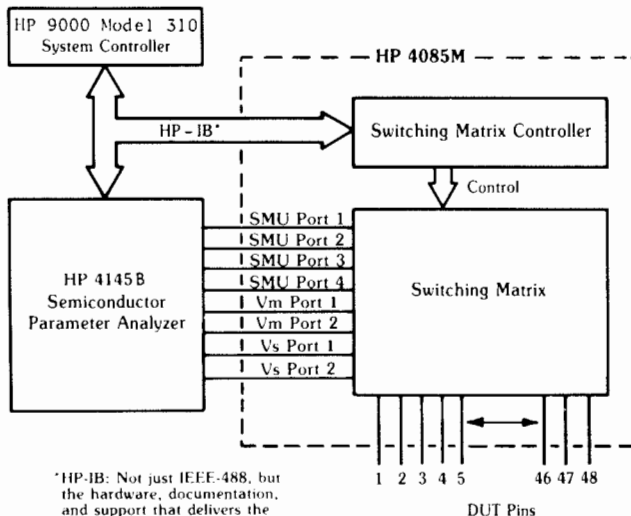 HP 9000 Model 310
System Controller
HP 4085M
HP-IB*
Switching Matrix Controller
Control
HP 4145B
Semiconductor
Parameter Analyzer
SMU Port 1
SMU Port 2
SMU Port 3
SMU Port 4
Vm Port 1
Vm Port 2
Vs Port 1
Vs Port 2
Switching Matrix
1 2 3 4 5 46 47 48
DUT Pins
*HP-IB: Not just IEEE-488, but
the hardware, documentation,
and support that delivers the